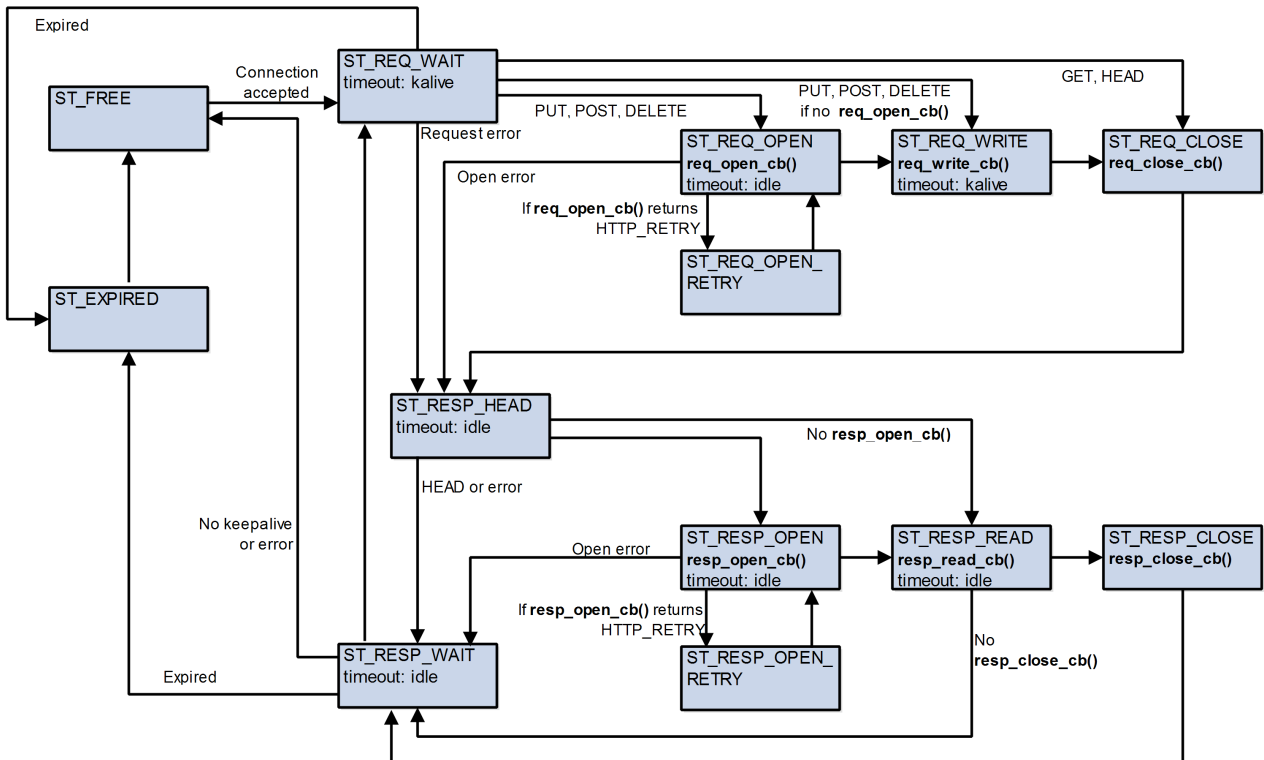 Expired
ST_REQ_WAIT
timeout: kalive
Connection
accepted
GET, HEAD
ST_FREE
PUT, POST, DELETE
if no req_open_cb()
PUT, POST, DELETE
Request error
ST_REQ_OPEN
req_open_cb()
timeout: idle
ST_REQ_WRITE
req_write_cb()
timeout: kalive
ST_REQ_CLOSE
req_close_cb()
Open error
If req_open_cb() returns
HTTP_RETRY
ST_REQ_OPEN_
RETRY
ST_EXPIRED
ST_RESP_HEAD
timeout: idle
No resp_open_cb()
HEAD or error
No keepalive
or error
Open error
ST_RESP_OPEN
resp_open_cb()
timeout: idle
ST_RESP_READ
resp_read_cb()
timeout: idle
ST_RESP_CLOSE
resp_close_cb()
If resp_open_cb() returns
HTTP_RETRY
No
resp_close_cb()
ST_RESP_WAIT
timeout: idle
ST_RESP_OPEN_
RETRY
Expired